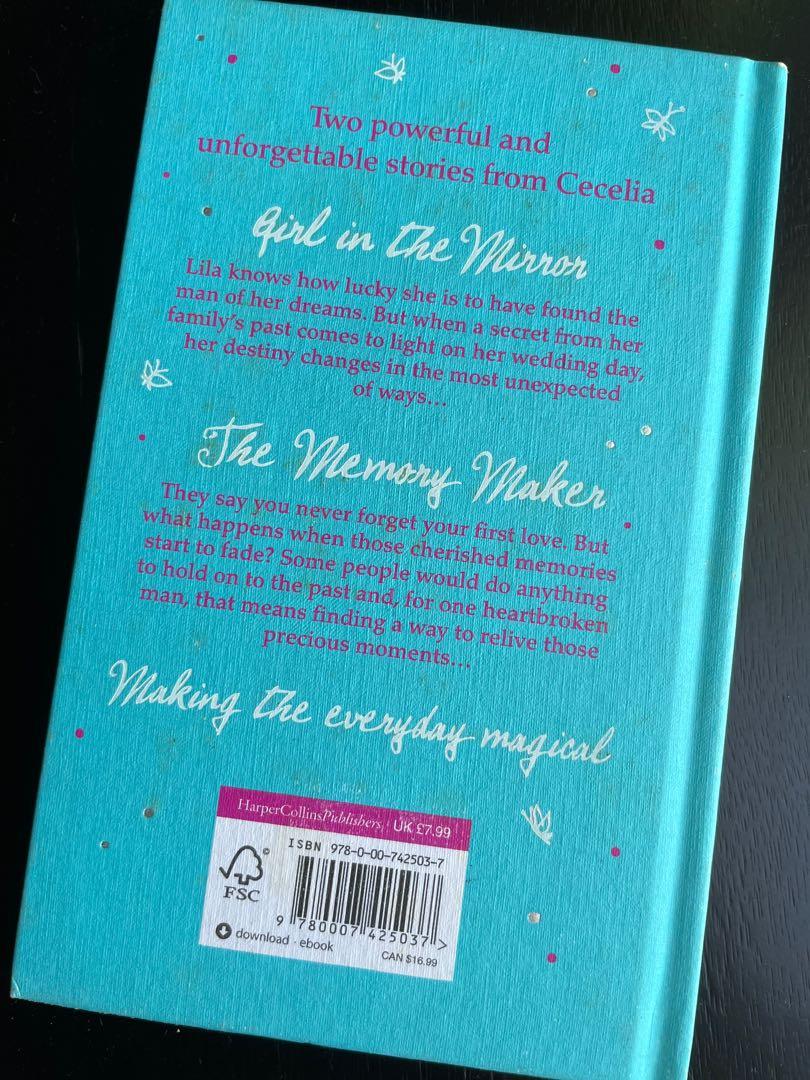 Two powerful and
unforgettable stories from Cecelia
Girl in the Mirror
Lila knows how lucky she is to have found the
man of her dreams. But when a secret from her
family's past comes to light on her wedding day,
her destiny changes in the most unexpected
of ways...
The Memory Maker
They say you never forget your first love. But
what happens when those cherished memories
start to fade? Some people would do anything
to hold on to the past and, for one heartbroken
man, that means finding a way to relive those
precious moments...
Making the everyday magical
HarperCollinsPublishers UK £7.99
ISBN 978-0-00-742503-7
FSC
9 780007 425037 >
download · ebook
CAN $16.99